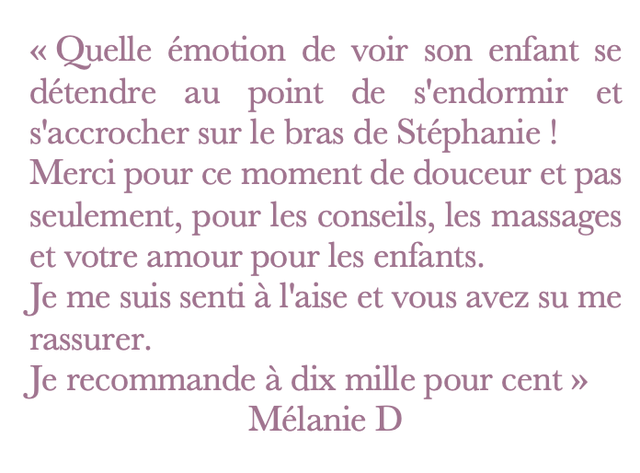 « Quelle émotion de voir son enfant se
détendre au point de s'endormir et
s'accrocher sur le bras de Stéphanie !
Merci pour ce moment de douceur et pas
seulement, pour les conseils, les massages
et votre amour pour les enfants.
Je me suis senti à l'aise et vous avez su me
rassurer.
Je recommande à dix mille pour cent »
Mélanie D